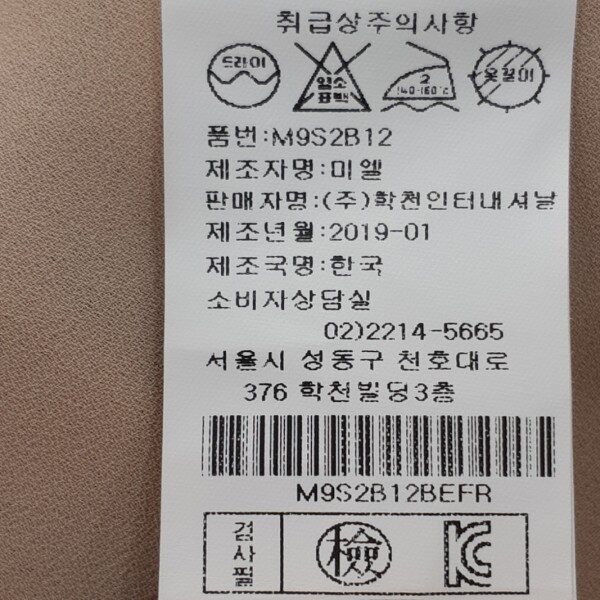 취급상주의사항
드라이
염소
표백
2
140-160℃
옷걸이
품번:M9S2B12
제조자명:미엘
판매자명:(주)학천인터내셔날
제조년월:2019-01
제조국명:한국
소비자상담실
02)2214-5665
서울시 성동구 천호대로
376 학천빌딩3층
M9S2B12BEFR
검사필
檢
KC